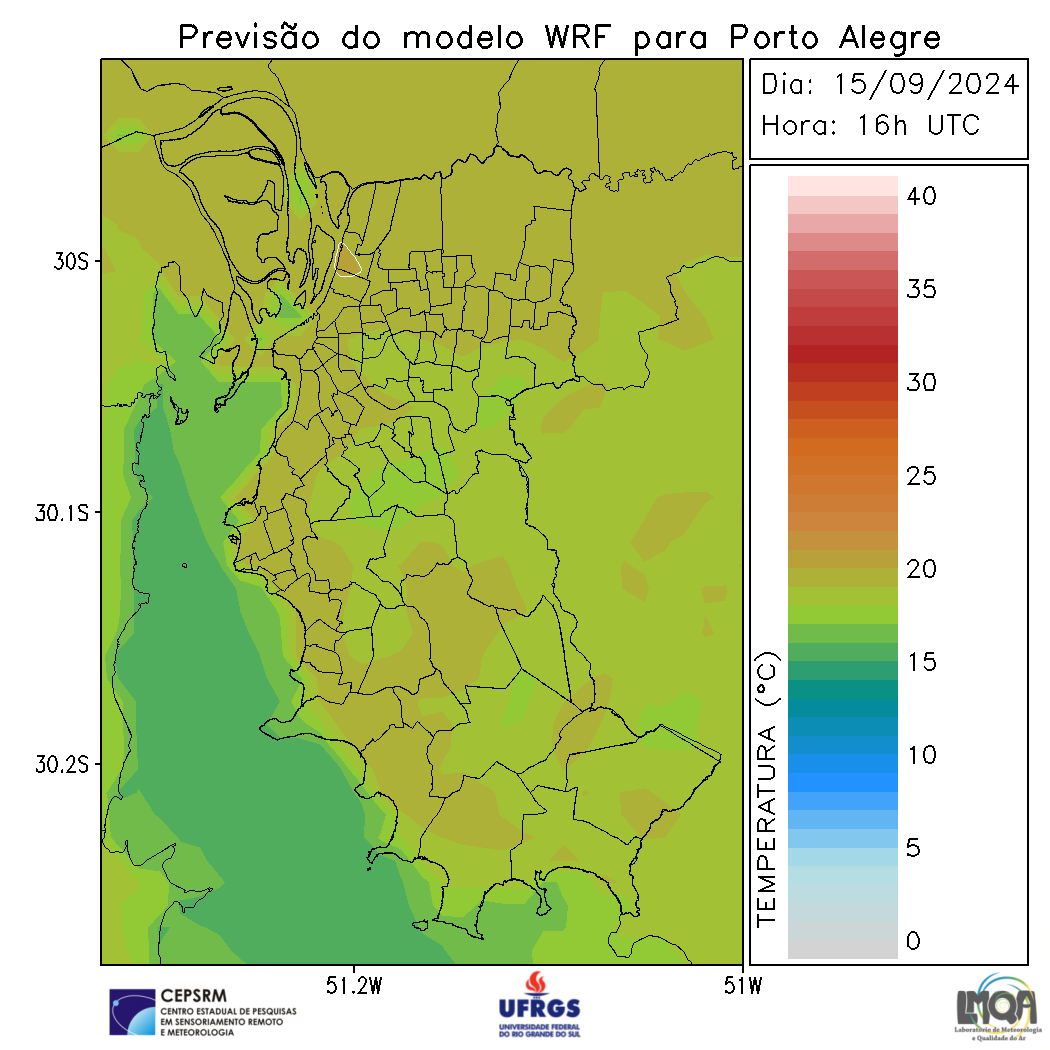 Previsão do modelo WRF para Porto Alegre
Dia: 15/09/2024
Hora: 16h UTC
40
35
30
25
20
15
10
5
0
TEMPERATURA (°C)
30S
30.1S
30.2S
51.2W
51W
CEPSRM
CENTRO ESTADUAL DE PESQUISAS
EM SENSORIAMENTO REMOTO
E METEOROLOGIA
UFRGS
UNIVERSIDADE FEDERAL
DO RIO GRANDE DO SUL
LMQA
Laboratório de Meteorologia
e Qualidade do Ar